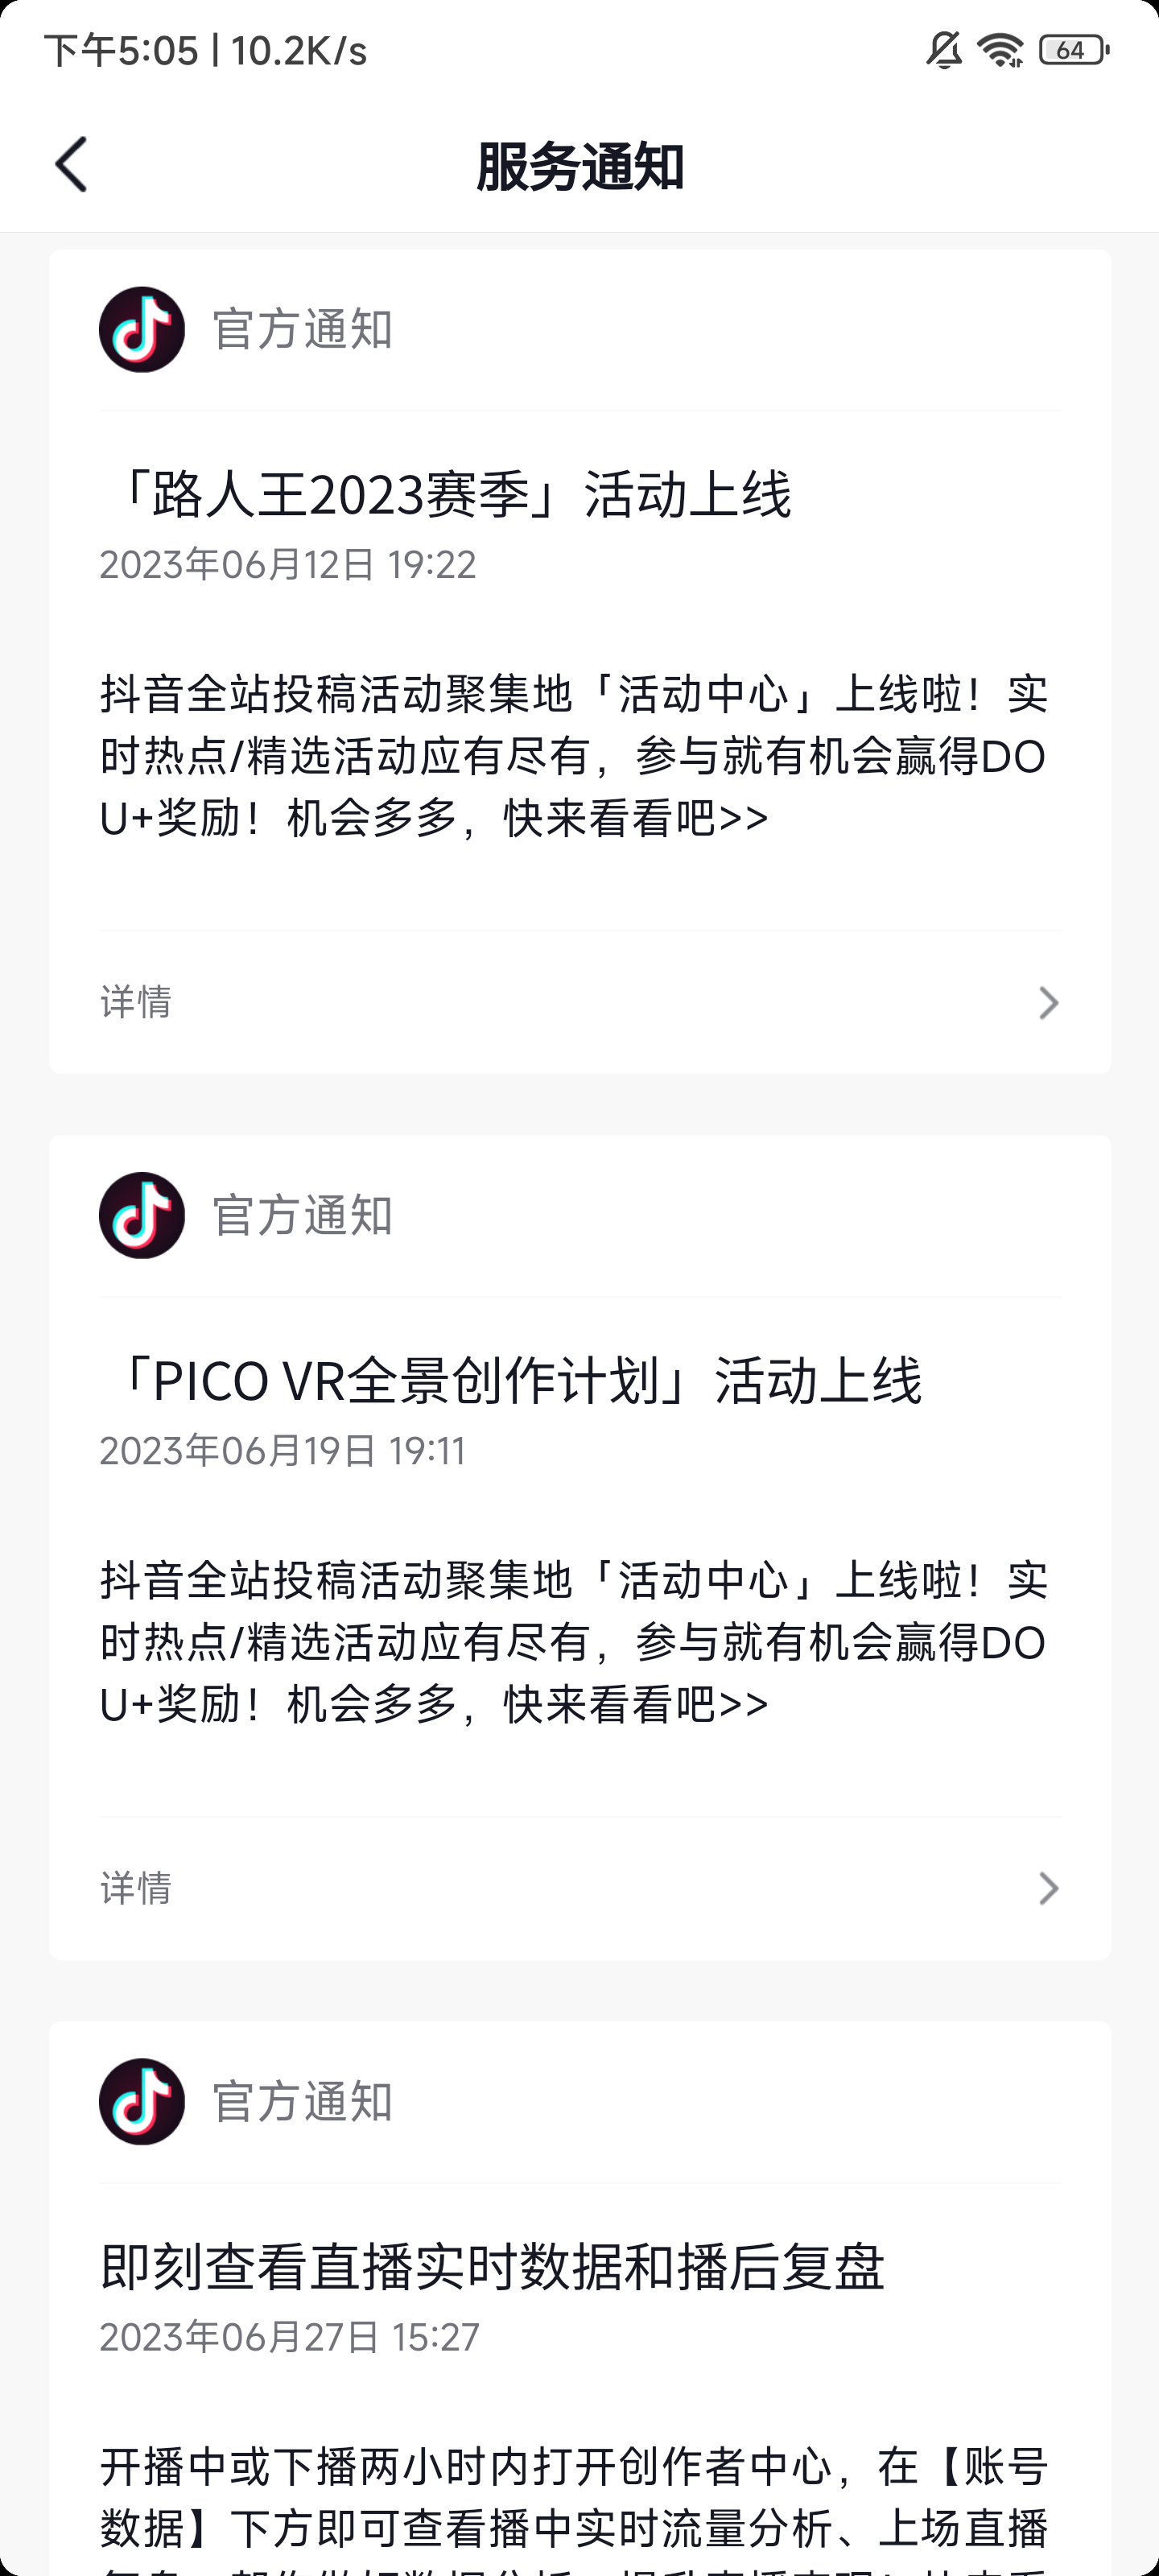 下午5:05 | 10.2K/s
64
服务通知
官方通知
「路人王2023赛季」活动上线
2023年06月12日 19:22
抖音全站投稿活动聚集地「活动中心」上线啦！实
时热点/精选活动应有尽有，参与就有机会赢得DO
U+奖励！机会多多，快来看看吧>>
详情
官方通知
「PICO VR全景创作计划」活动上线
2023年06月19日 19:11
抖音全站投稿活动聚集地「活动中心」上线啦！实
时热点/精选活动应有尽有，参与就有机会赢得DO
U+奖励！机会多多，快来看看吧>>
详情
官方通知
即刻查看直播实时数据和播后复盘
2023年06月27日 15:27
开播中或下播两小时内打开创作者中心，在【账号
数据】下方即可查看播中实时流量分析、上场直播